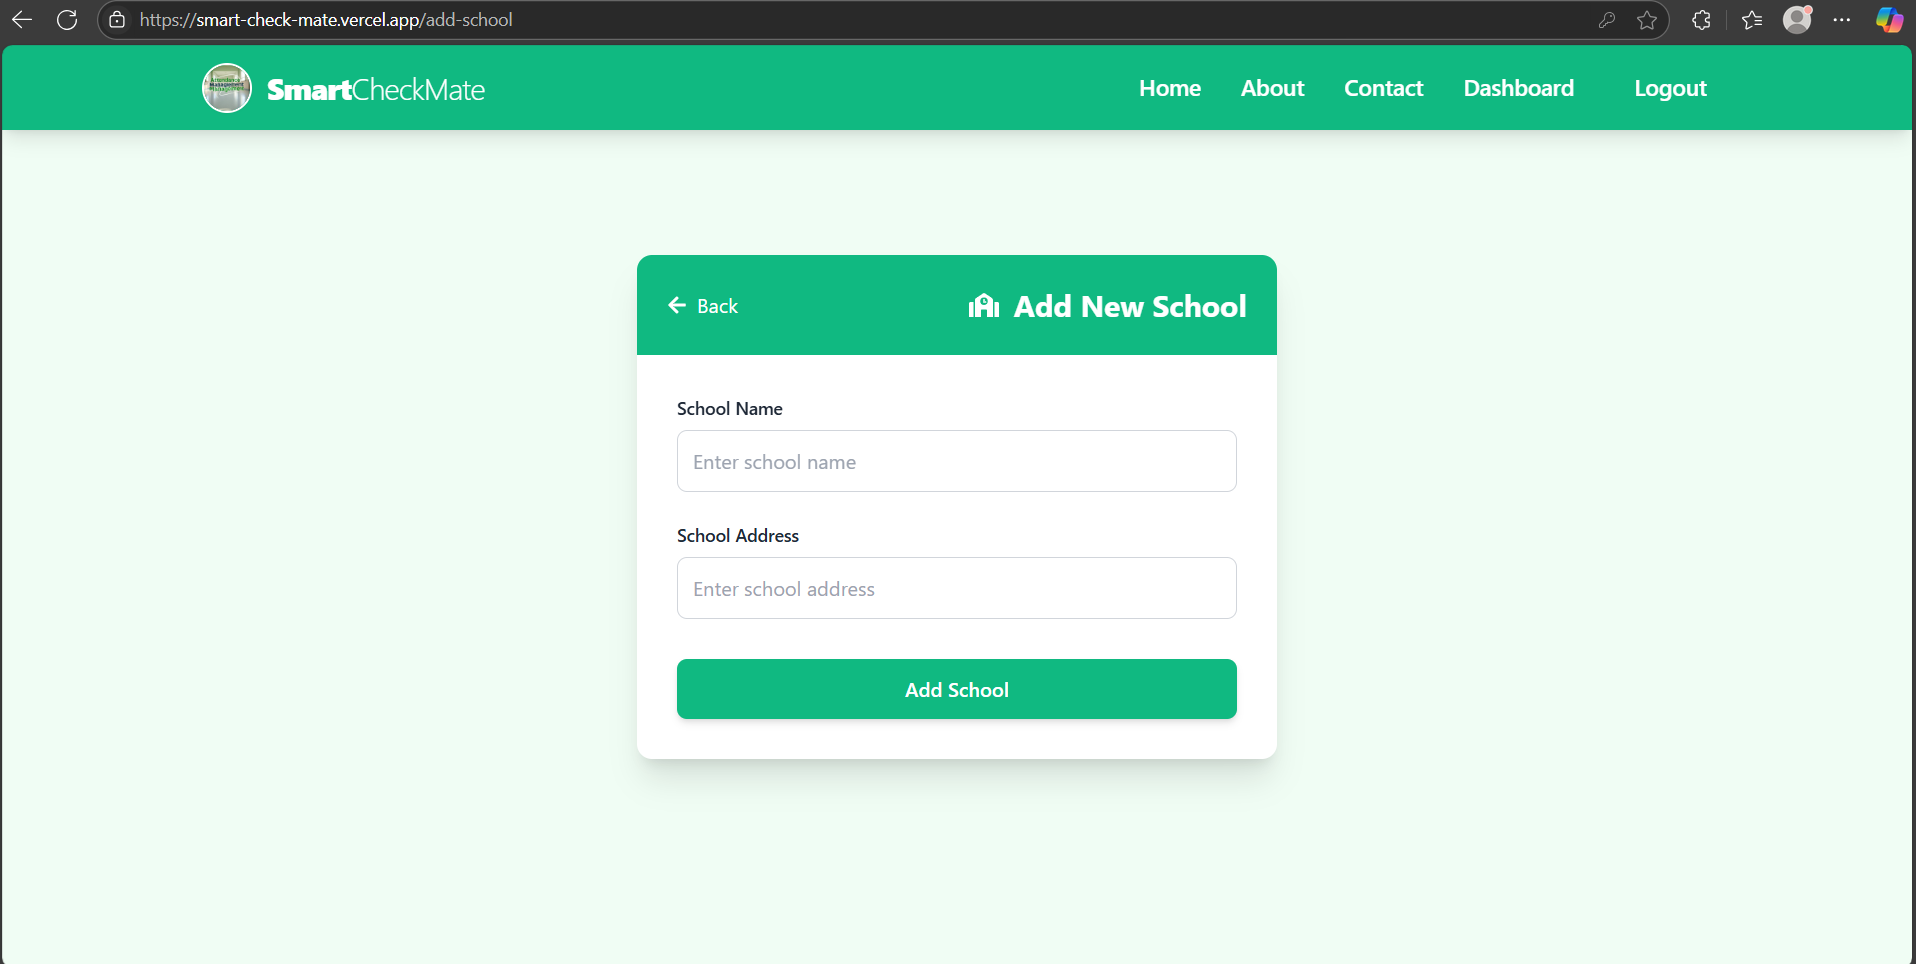 https://smart-check-mate.vercel.app/add-school
SmartCheckMate
Home About Contact Dashboard Logout
Back Add New School
School Name
Enter school name
School Address
Enter school address
Add School